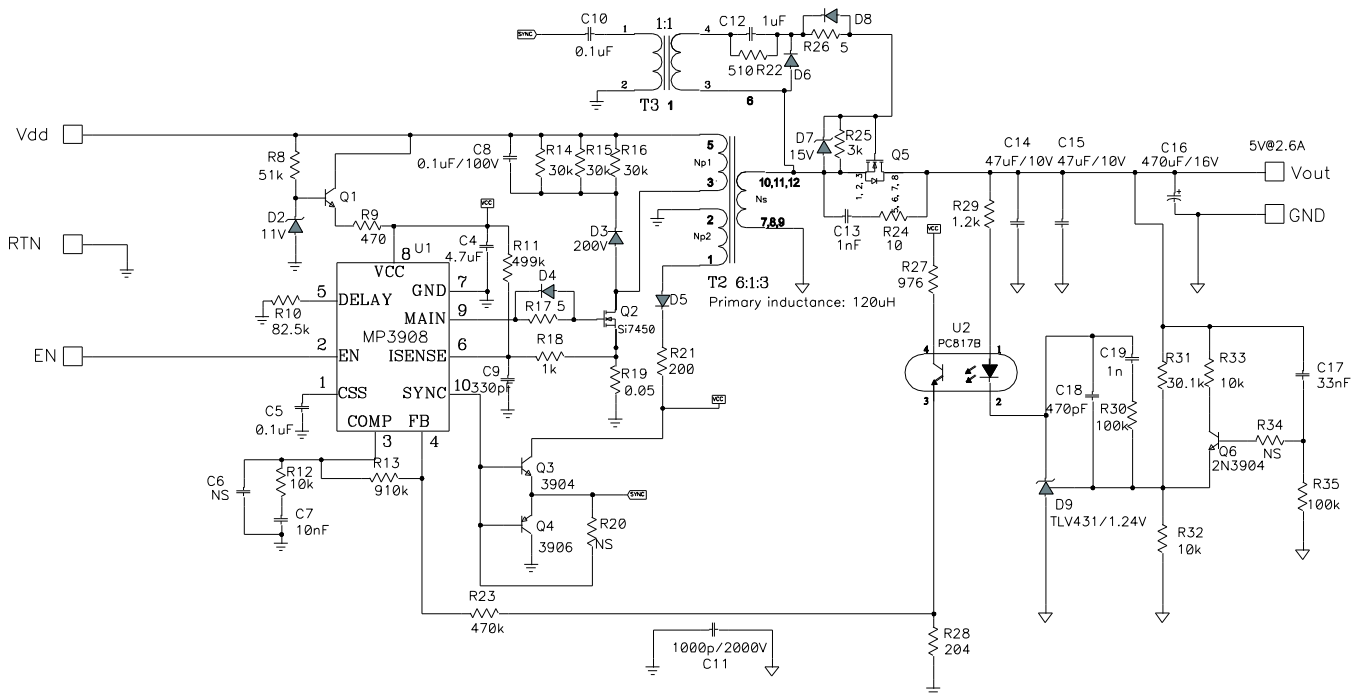 C10
0.1uF
SYNC
1
2
1:1
T3 1
4
3
6
C12 1uF
510 R22
D6
D8
R26 5
Vdd
RTN
EN
R8
51k
D2
11V
Q1
R9
470
C8
0.1uF/100V
R14
30k
R15
30k
R16
30k
5
Np1
3
2
Np2
1
10,11,12
Ns
7,8,9
T2 6:1:3
Primary inductance: 120uH
D7
15V
R25
3k
Q5
1, 2, 3
5, 6, 7, 8
C13
1nF
R24
10
C14
47uF/10V
C15
47uF/10V
C16
470uF/16V
5V@2.6A
Vout
GND
R29
1.2k
VCC
R27
976
VCC
C4
4.7uF
R11
499k
D3
200V
U1
8
VCC
GND 7
5 DELAY
MAIN 9
MP3908
2 EN
ISENSE 6
1 CSS
SYNC 10
COMP FB
3 4
R10
82.5k
D4
R17 5
Q2
Si7450
R18
1k
C9
330pF
R19
0.05
D5
R21
200
VCC
C5
0.1uF
C6
NS
R12
10k
C7
10nF
R13
910k
Q3
3904
SYNC
Q4
3906
R20
NS
R23
470k
1000p/2000V
C11
R28
204
U2
PC817B
4
1
3
2
C19
1n
C18
470pF
R30
100k
R31
30.1k
R33
10k
C17
33nF
R34
NS
Q6
2N3904
D9
TLV431/1.24V
R32
10k
R35
100k